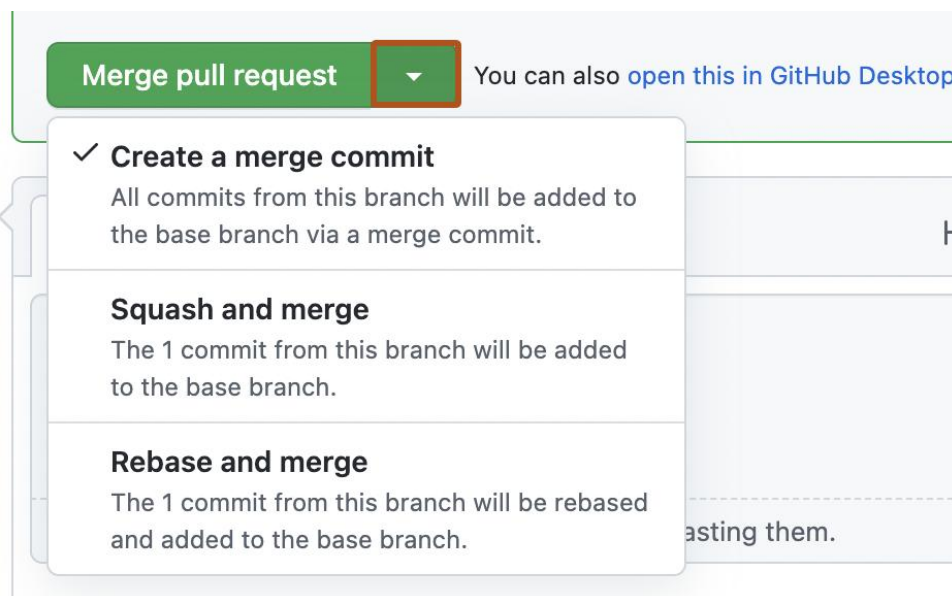 Merge pull request
You can also open this in GitHub Desktop
Create a merge commit
All commits from this branch will be added to
the base branch via a merge commit.
Squash and merge
The 1 commit from this branch will be added
to the base branch.
Rebase and merge
The 1 commit from this branch will be rebased
and added to the base branch.
asting them.